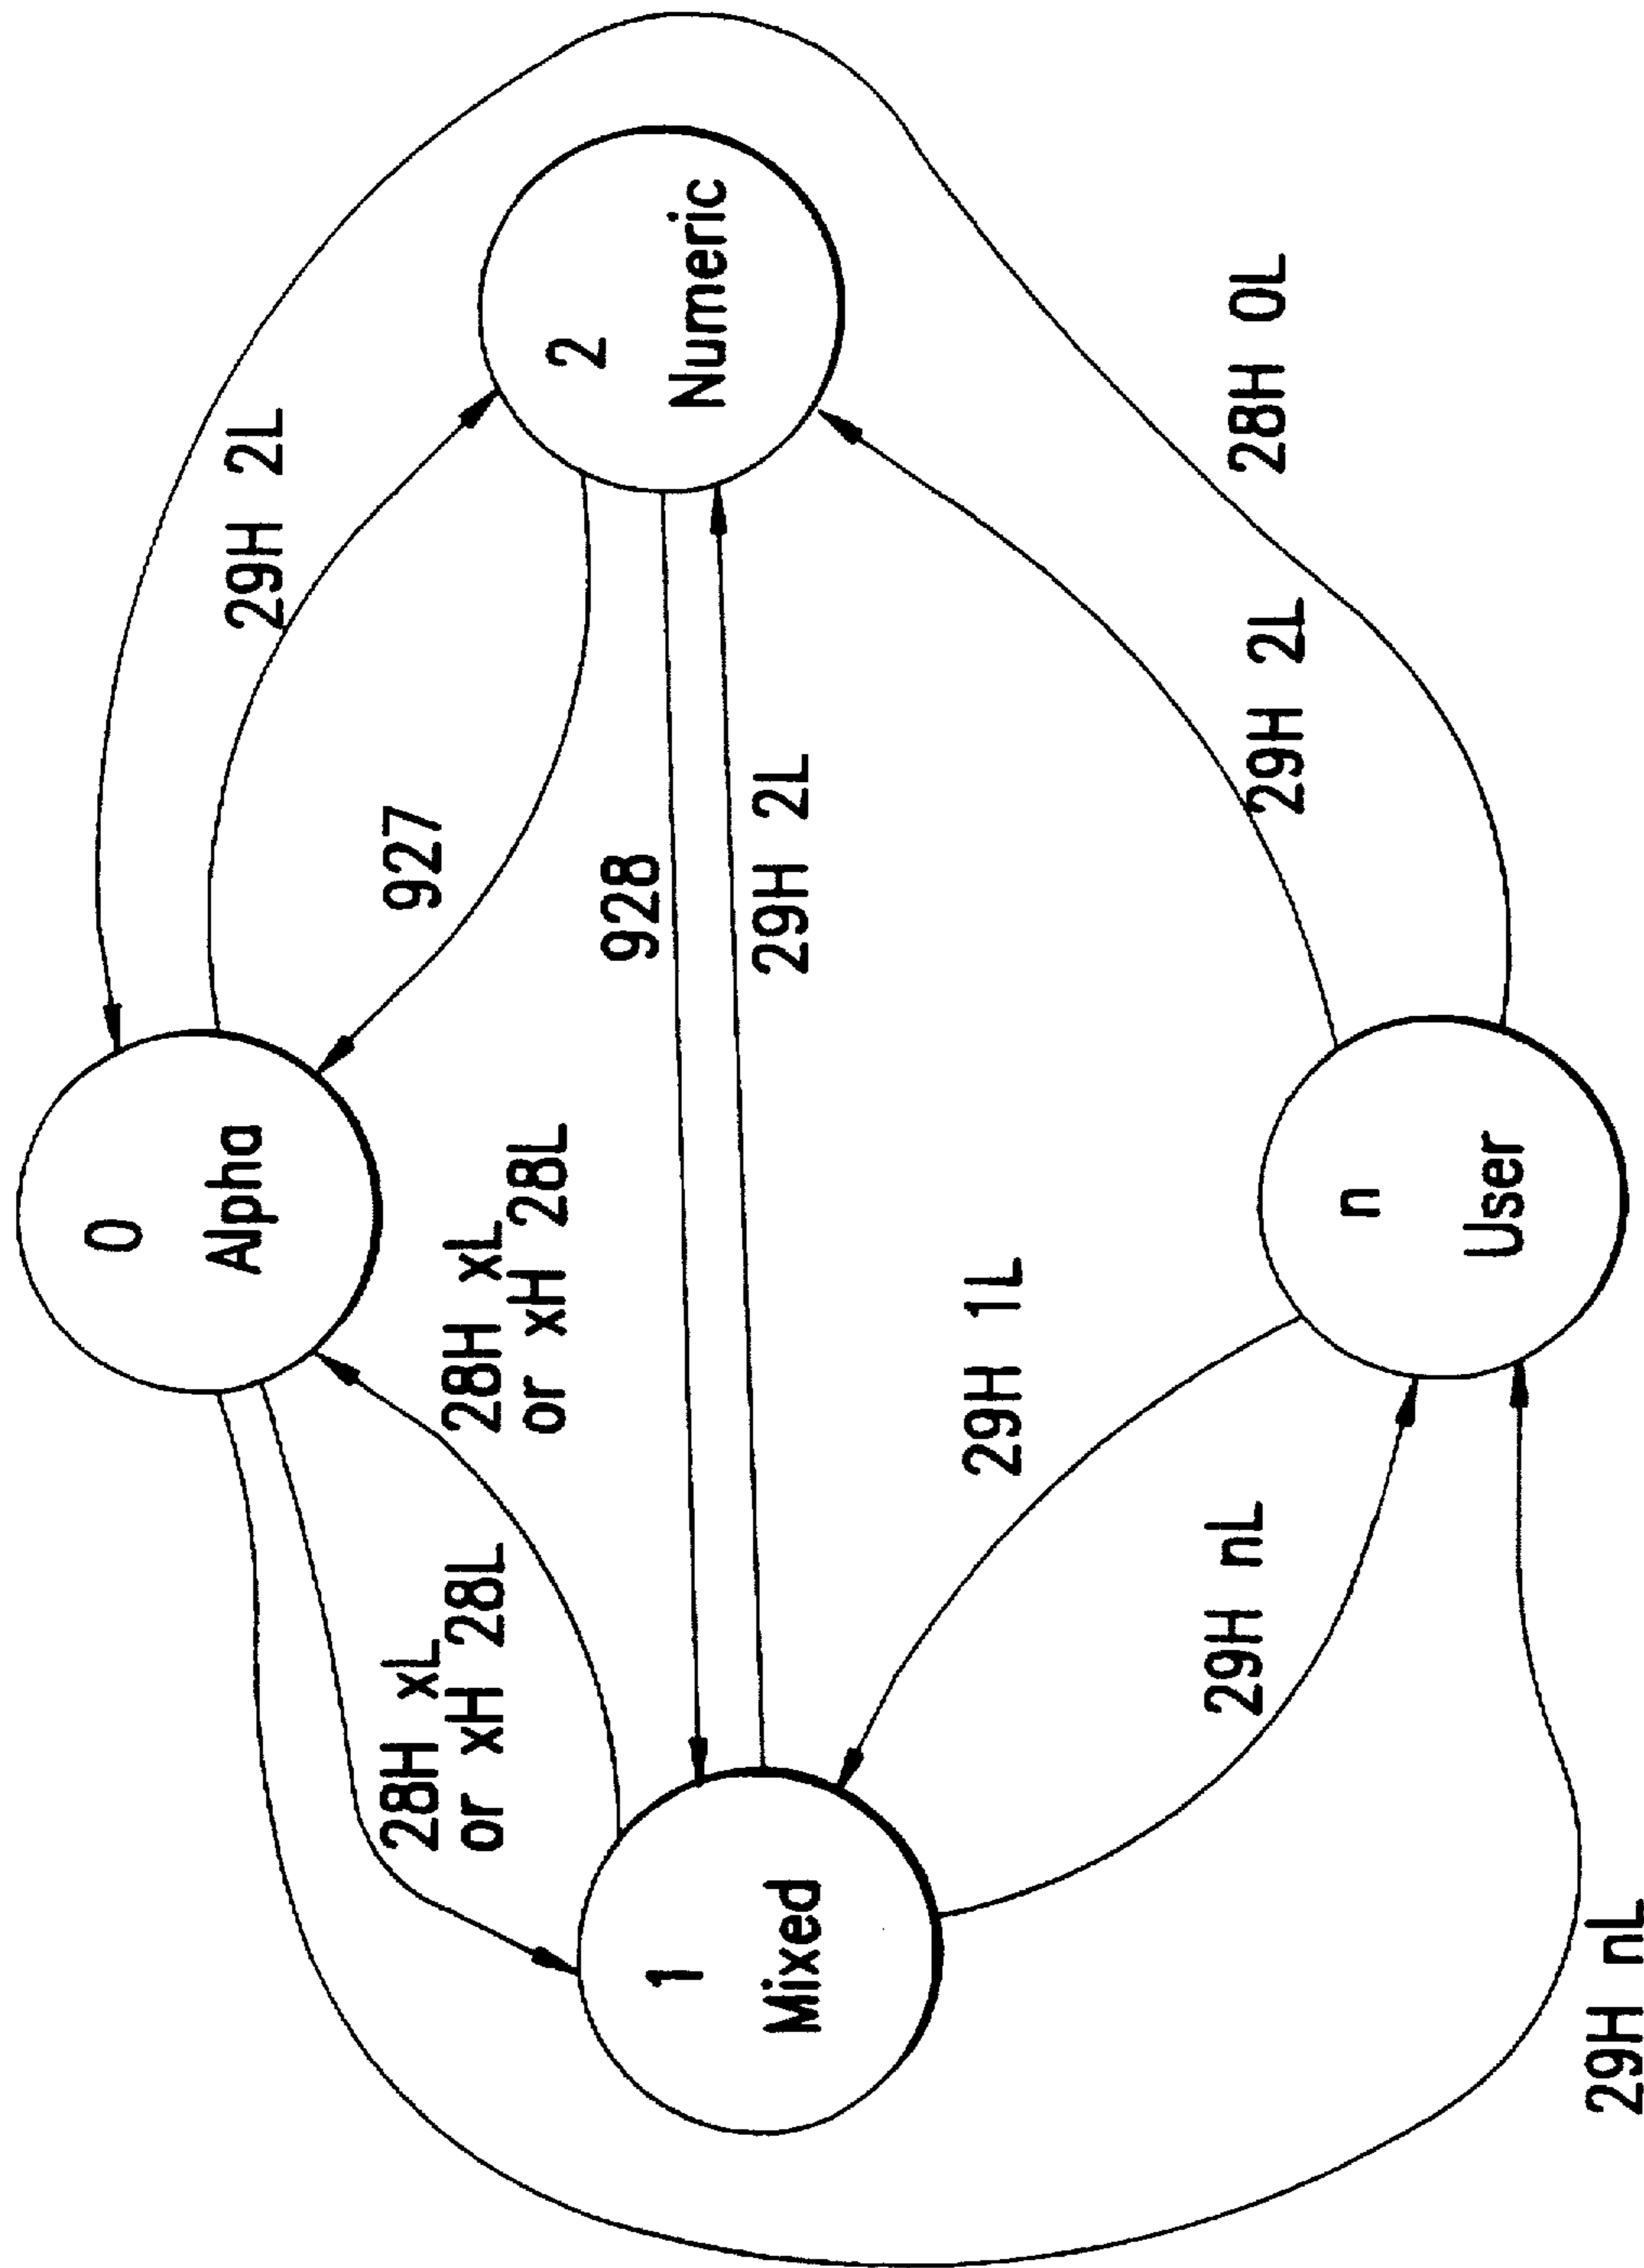 0
Alpha
29H 2L
927
28H xL
or xH 28L
28H xL
or xH 28L
2
Numeric
928
29H 2L
1
Mixed
29H 1L
29H nL
29H 2L
28H 0L
n
User
29H nL